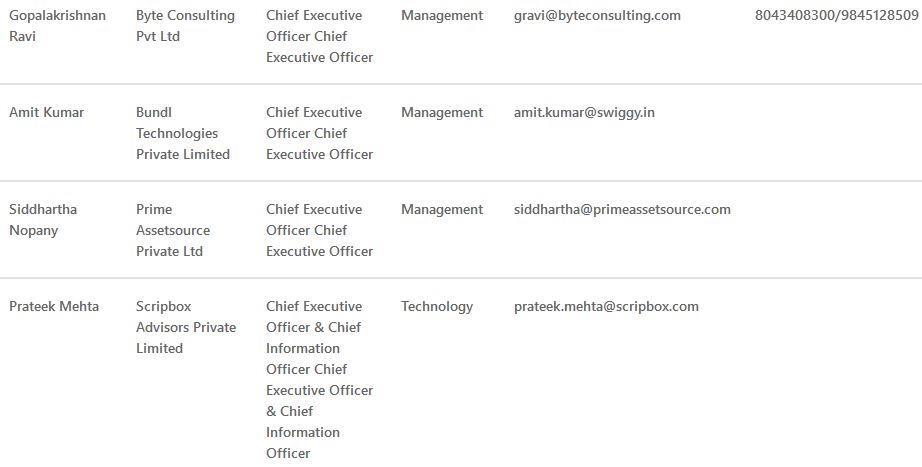 Gopalakrishnan Byte Consulting Chief Executive Management gravi@byteconsulting.com 8043408300/9845128509
Ravi Pvt Ltd Officer Chief
Executive Officer
Amit Kumar Bundl Chief Executive Management amit.kumar@swiggy.in
Technologies Officer Chief
Private Limited Executive Officer
Siddhartha Prime Chief Executive Management siddhartha@primeassetsource.com
Nopany Assetsource Officer Chief
Private Ltd Executive Officer
Prateek Mehta Scripbox Chief Executive Technology prateek.mehta@scripbox.com
Advisors Private Officer & Chief
Limited Information
Officer Chief
Executive Officer
& Chief
Information
Officer